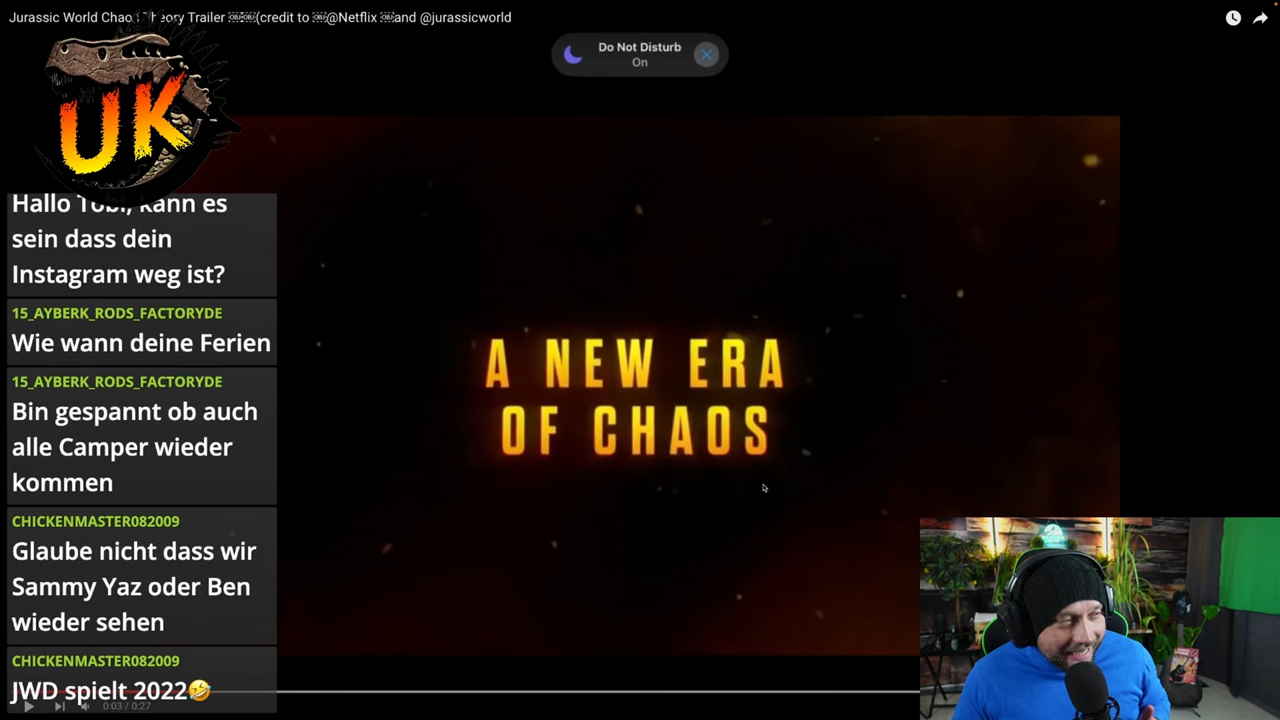 Jurassic World Chaos Theory Trailer (credit to @Netflix and @jurassicworld
Do Not Disturb
On
UK
Hallo Tobi, kann es
sein dass dein
Instagram weg ist?
15_AYBERK_RODS_FACTORYDE
Wie wann deine Ferien
15_AYBERK_RODS_FACTORYDE
Bin gespannt ob auch
alle Camper wieder
kommen
CHICKENMASTER082009
Glaube nicht dass wir
Sammy Yaz oder Ben
wieder sehen
CHICKENMASTER082009
JWD spielt 2022🤣
0:03 / 0:27
A NEW ERA
OF CHAOS